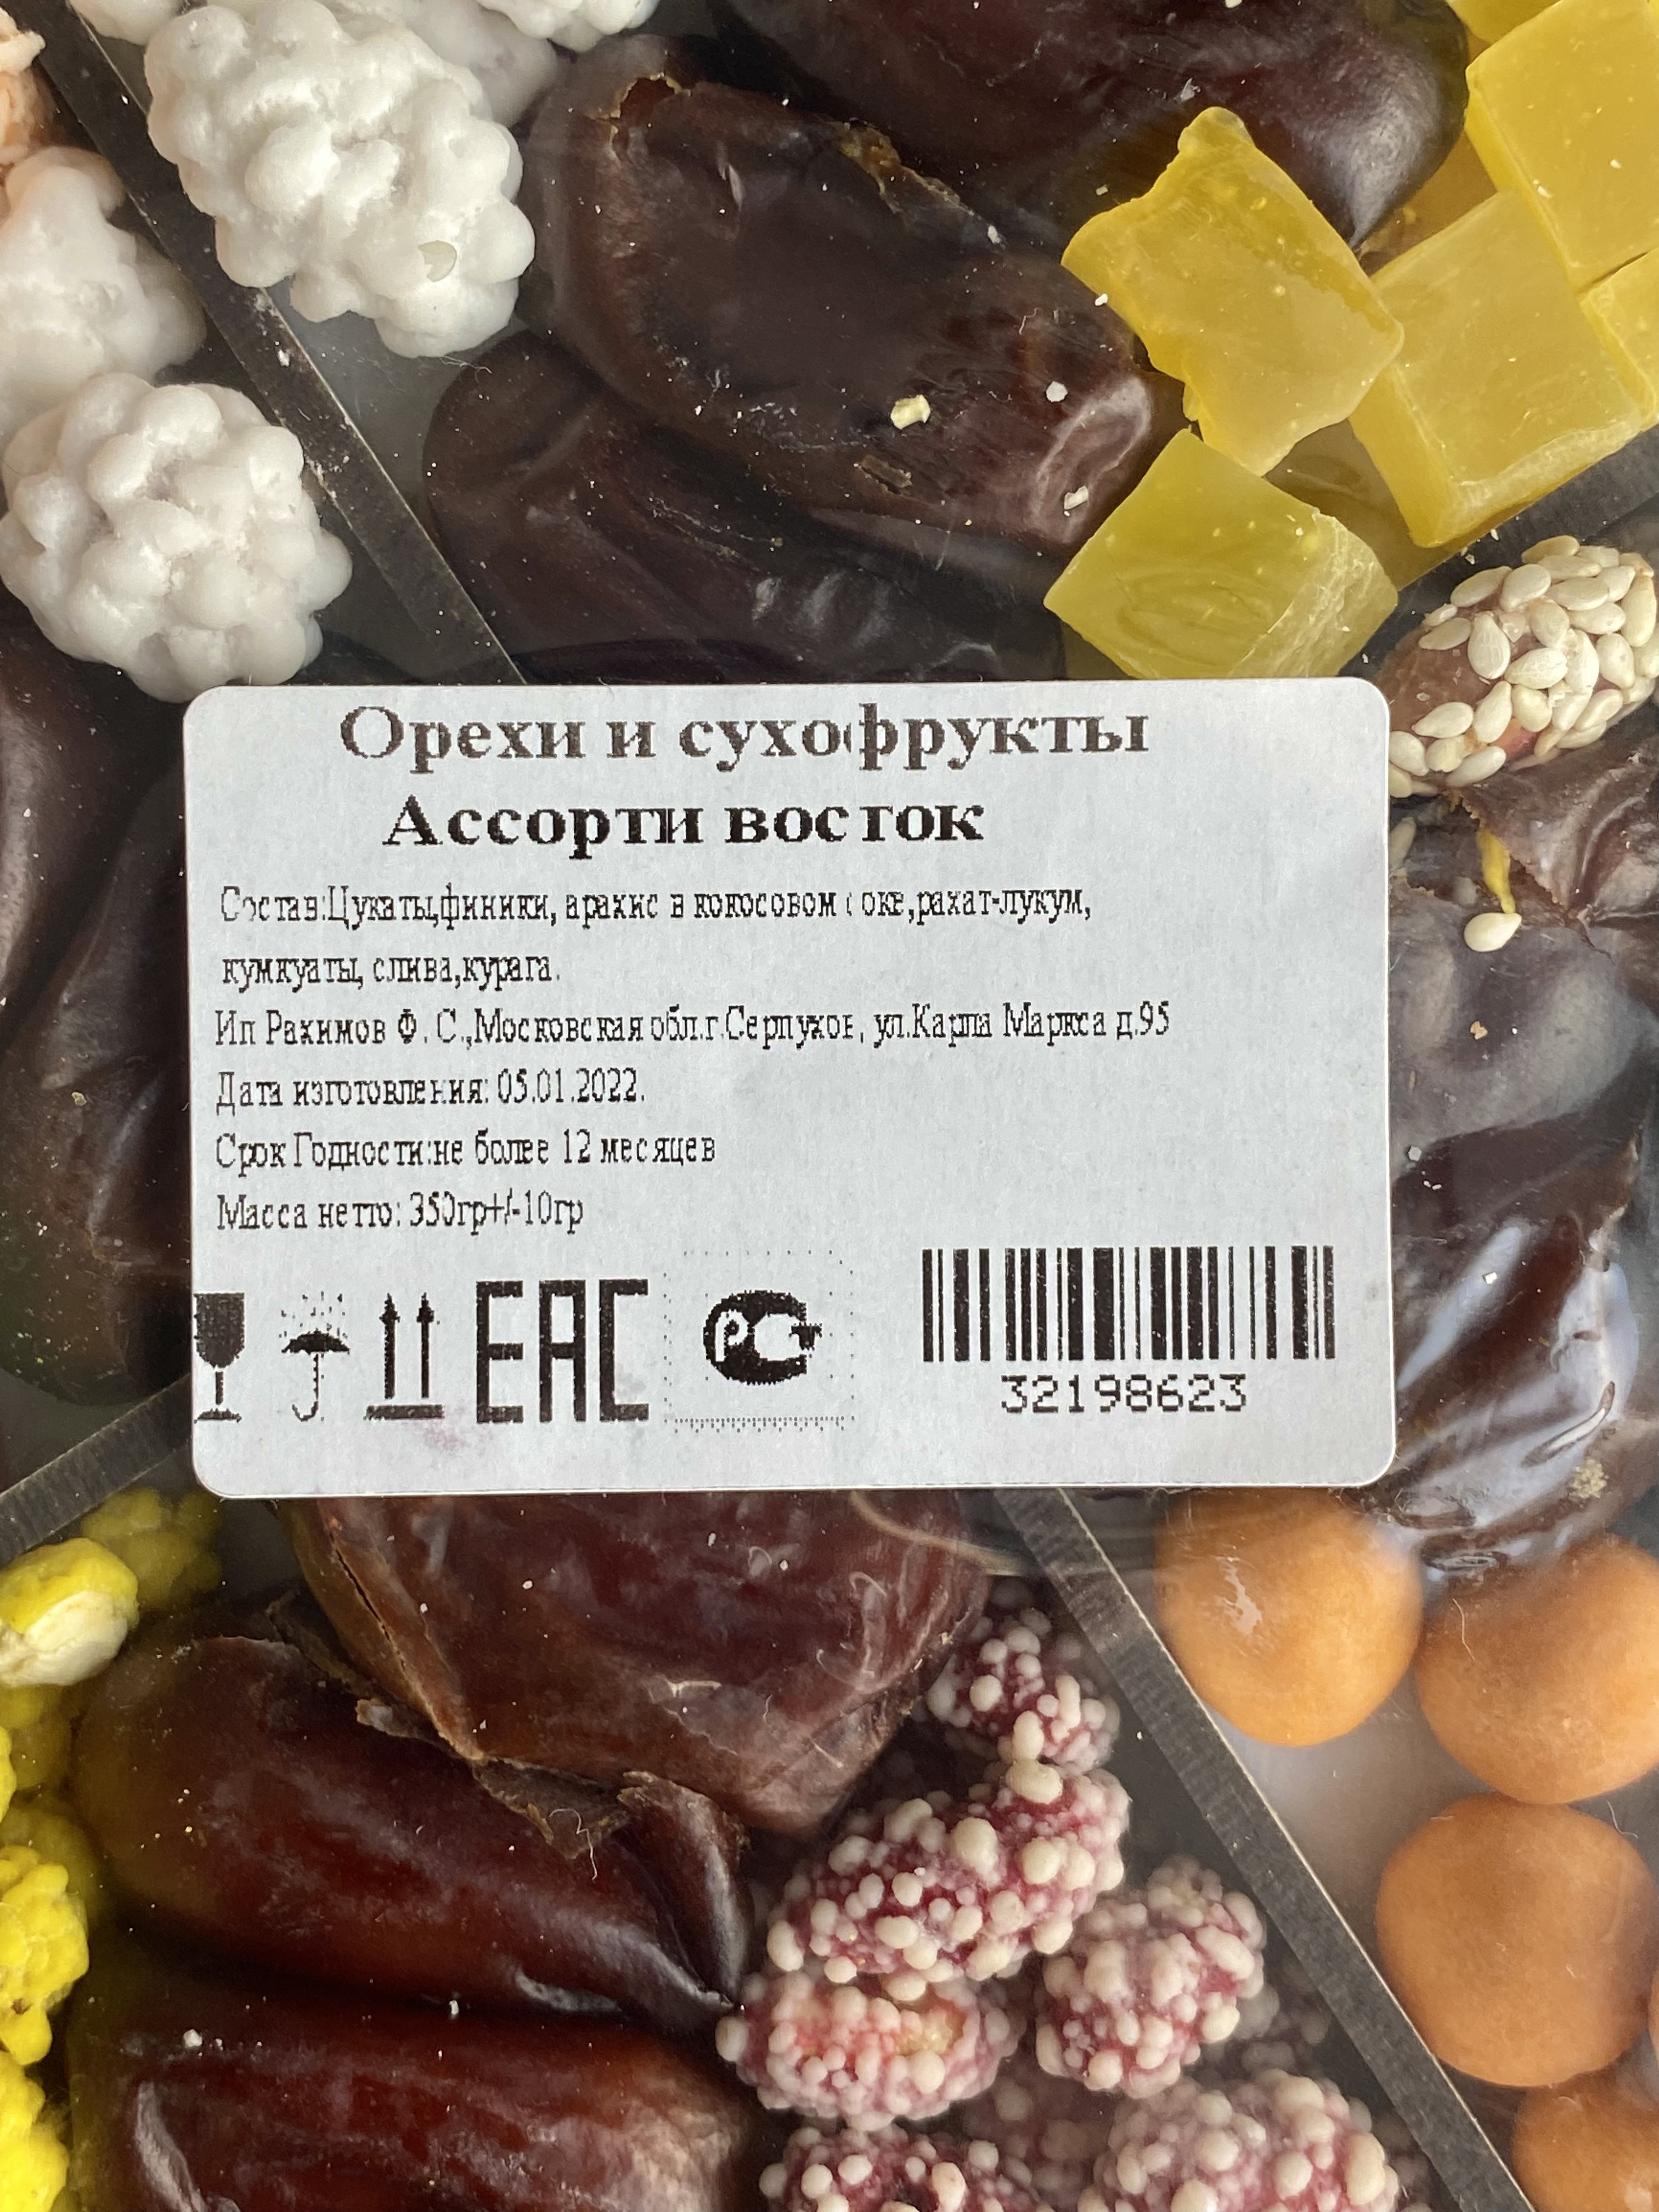 Орехи и сухофрукты
Ассорти восток
Состав:Цукаты,финики, арахис в кокосовом соке,рахат-лукум,
кумкуаты, слива,курага.
Ип Рахимов Ф. С.,Московская обл.г.Серпухов, ул.Карла Маркса д.95
Дата изготовления: 05.01.2022.
Срок Годности:не более 12 месяцев
Масса нетто: 350гр+/-10гр
EAC РСТ
32198623